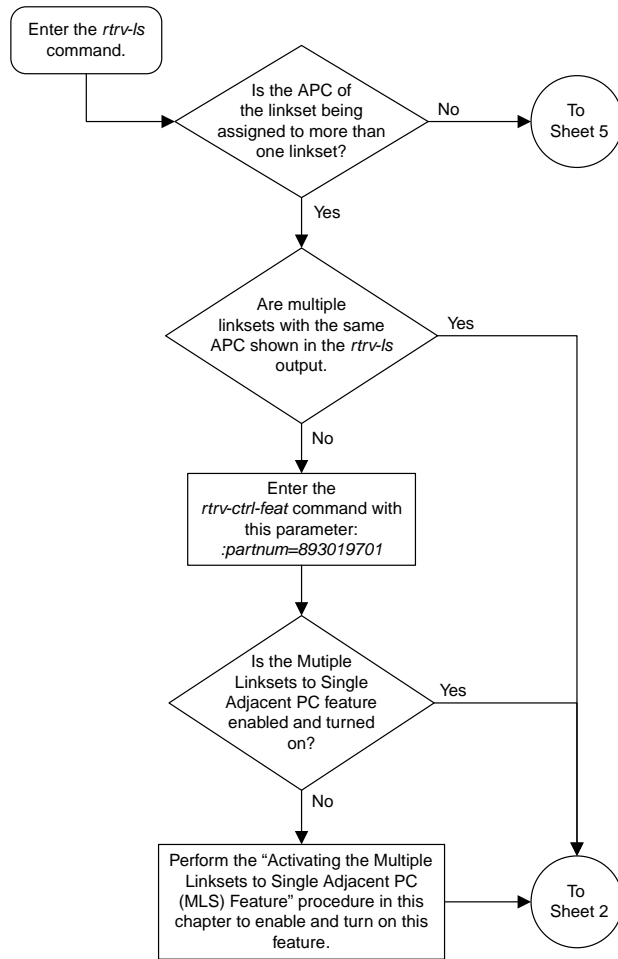 Enter the rtrv-ls
command.
Is the APC of
the linkset being
assigned to more than
one linkset?
No
To
Sheet 5
Yes
Are multiple
linksets with the same
APC shown in the rtrv-ls
output.
Yes
No
Enter the
rtrv-ctrl-feat command with
this parameter:
:partnum=893019701
Is the Mutiple
Linksets to Single
Adjacent PC feature
enabled and turned
on?
Yes
No
Perform the “Activating the Multiple
Linksets to Single Adjacent PC
(MLS) Feature” procedure in this
chapter to enable and turn on this
feature.
To
Sheet 2